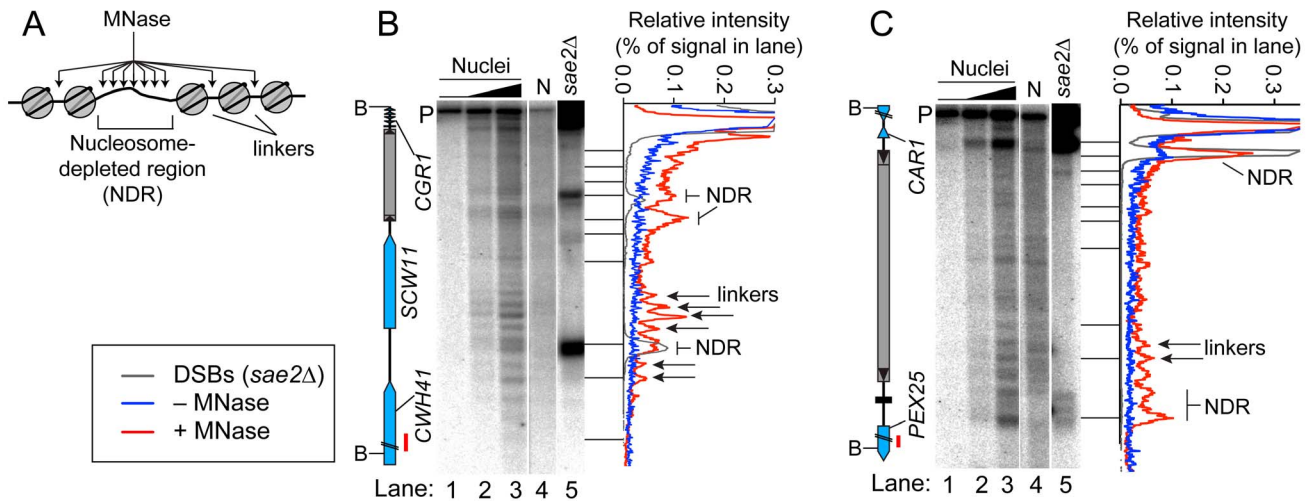 A
MNase
Nucleosome-
depleted region
(NDR)
linkers
DSBs (sae2Δ)
– MNase
+ MNase
B
Nuclei
N
sae2Δ
Relative intensity
(% of signal in lane)
0.0
0.1
0.2
0.3
B
P
CGR1
SCW11
CWH41
B
NDR
linkers
NDR
Lane: 1 2 3 4 5
C
Nuclei
N
sae2Δ
Relative intensity
(% of signal in lane)
0.0
0.1
0.2
0.3
B
P
CAR1
PEX25
B
NDR
linkers
NDR
Lane: 1 2 3 4 5